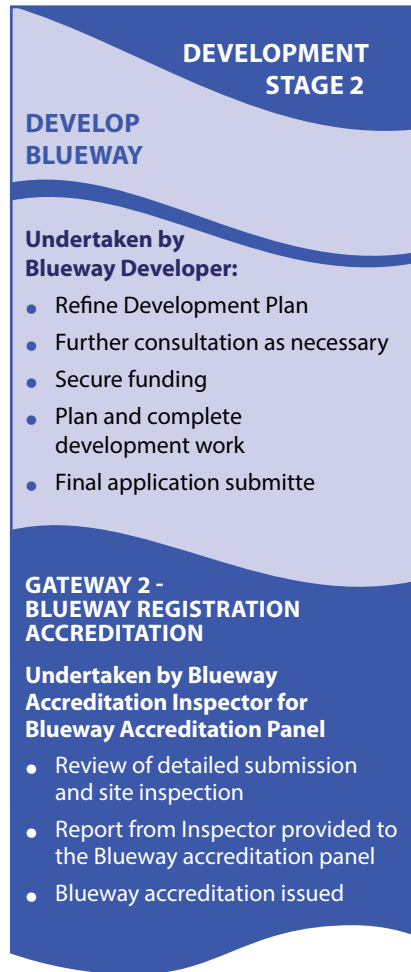 DEVELOPMENT
STAGE 2
DEVELOP
BLUEWAY
Undertaken by
Blueway Developer:
• Refine Development Plan
• Further consultation as necessary
• Secure funding
• Plan and complete
development work
• Final application submitte
GATEWAY 2 -
BLUEWAY REGISTRATION
ACCREDITATION
Undertaken by Blueway
Accreditation Inspector for
Blueway Accreditation Panel
• Review of detailed submission
and site inspection
• Report from Inspector provided to
the Blueway accreditation panel
• Blueway accreditation issued